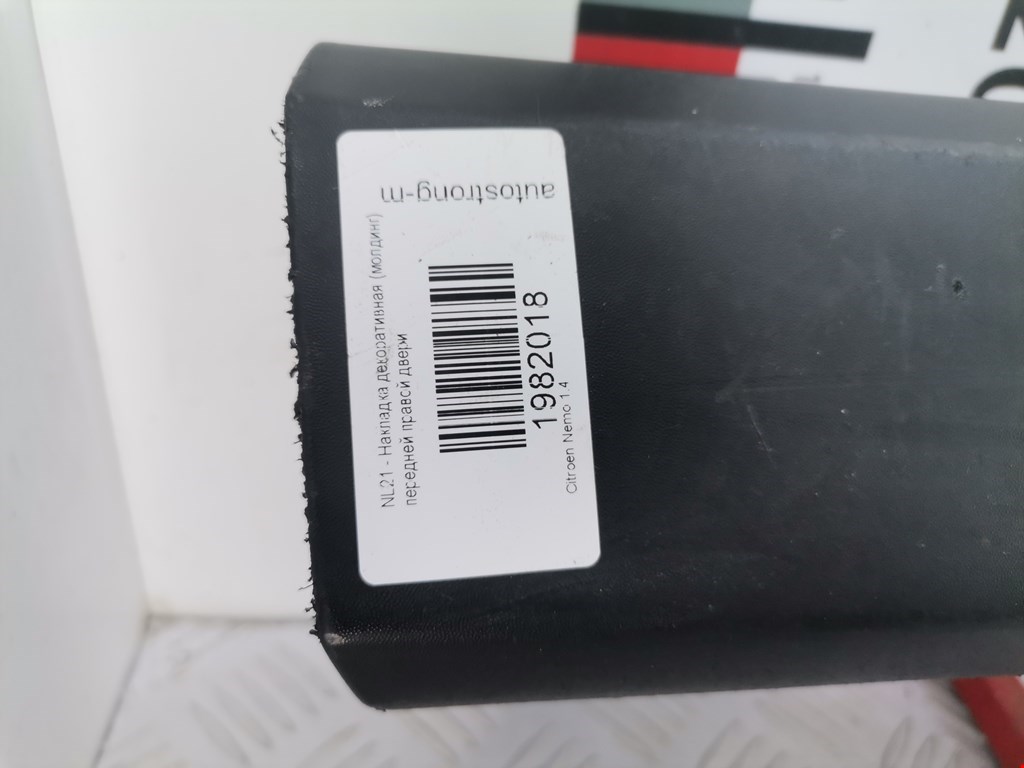 autostrong-m
NL21 - Накладка декоративная (молдинг)
передней правой двери
1982018
Citroen Nemo 1.4